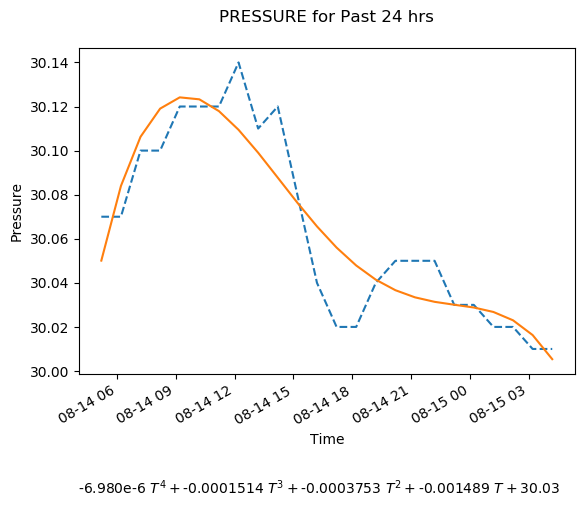 PRESSURE for Past 24 hrs
30.14
30.12
30.10
30.08
30.06
30.04
30.02
30.00
Pressure
08-14 06 08-14 09 08-14 12 08-14 15 08-14 18 08-14 21 08-15 00 08-15 03
Time
-6.980e-6 T⁴ + -0.0001514 T³ + -0.0003753 T² + -0.001489 T + 30.03